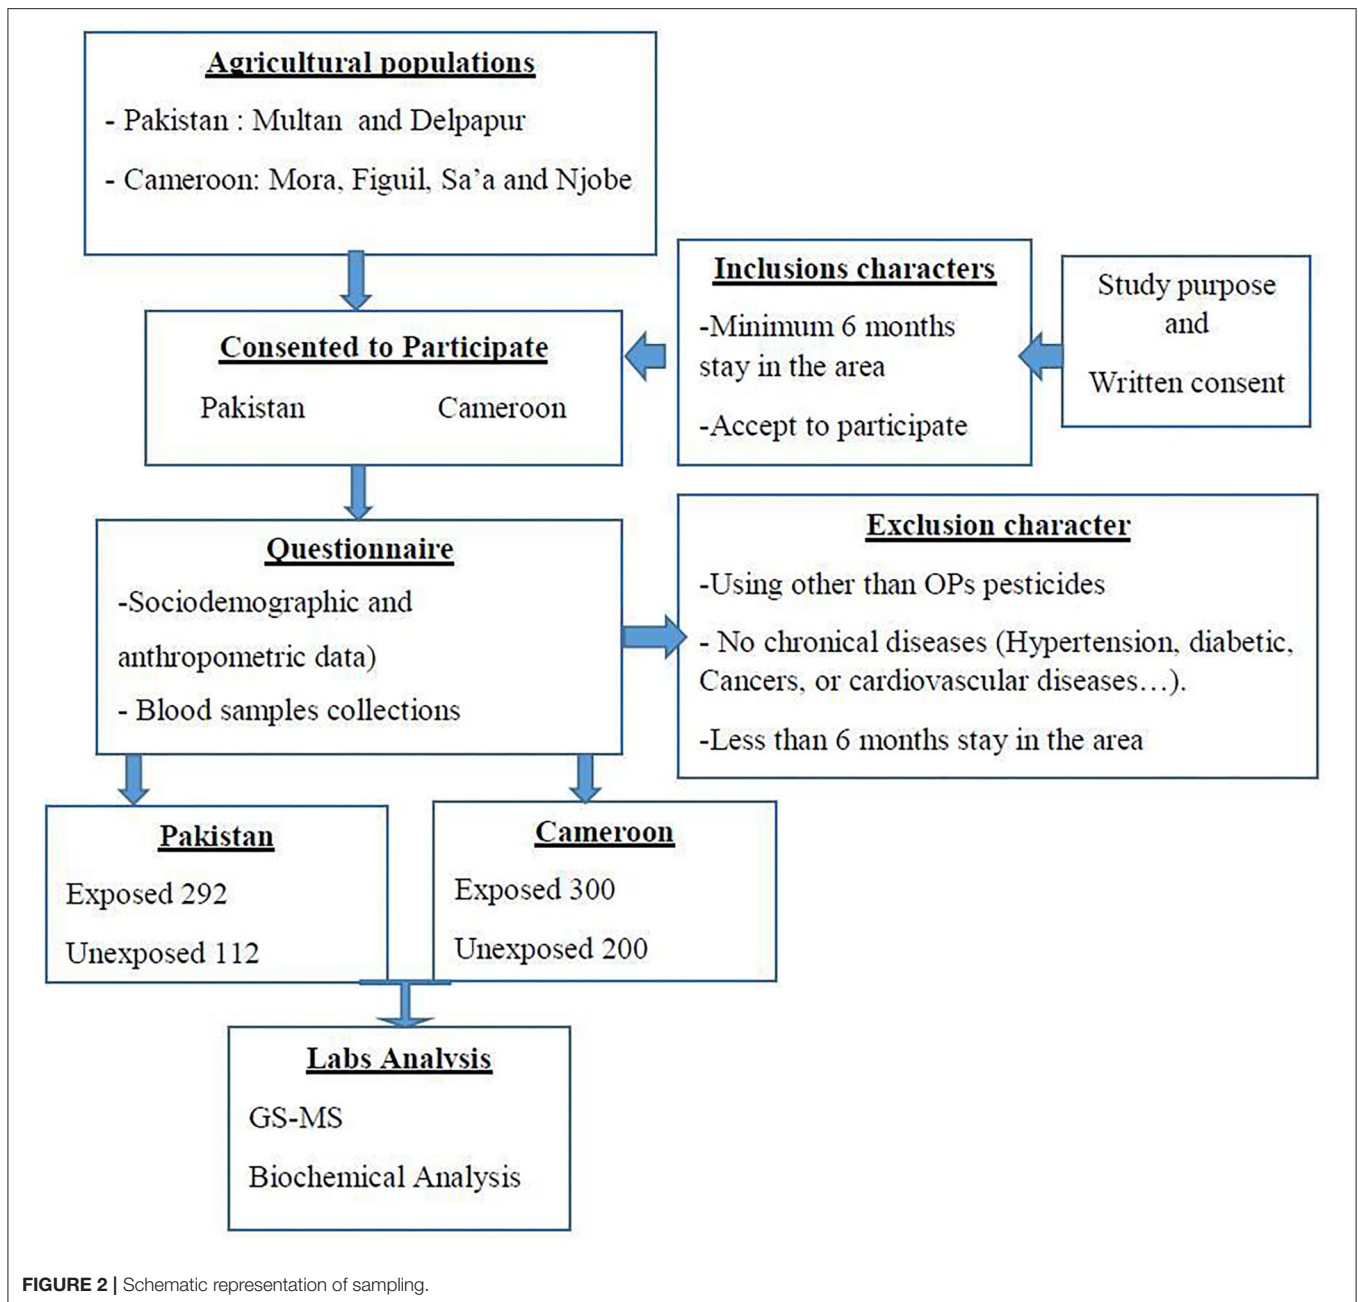 Agricultural populations
- Pakistan : Multan and Delpapur
- Cameroon: Mora, Figuil, Sa’a and Njobe
Inclusions characters
-Minimum 6 months
stay in the area
-Accept to participate
Study purpose
and
Written consent
Consented to Participate
Pakistan Cameroon
Questionnaire
-Sociodemographic and
anthropometric data)
- Blood samples collections
Exclusion character
-Using other than OPs pesticides
- No chronical diseases (Hypertension, diabetic,
Cancers, or cardiovascular diseases…).
-Less than 6 months stay in the area
Pakistan
Exposed 292
Unexposed 112
Cameroon
Exposed 300
Unexposed 200
Labs Analysis
GS-MS
Biochemical Analysis
FIGURE 2 | Schematic representation of sampling.